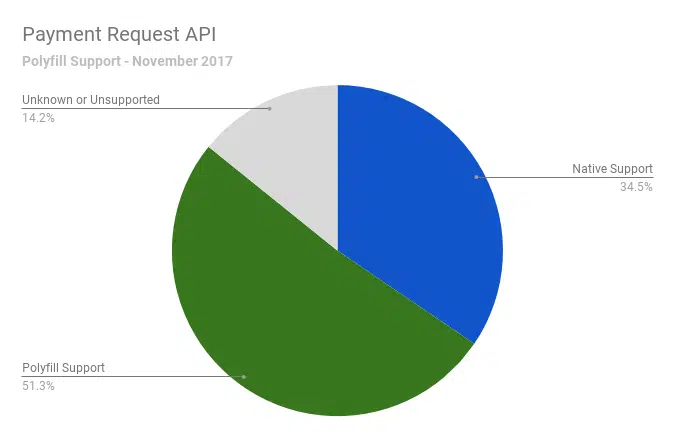 Payment Request API
Polyfill Support - November 2017
Unknown or Unsupported
14.2%
Native Support
34.5%
Polyfill Support
51.3%